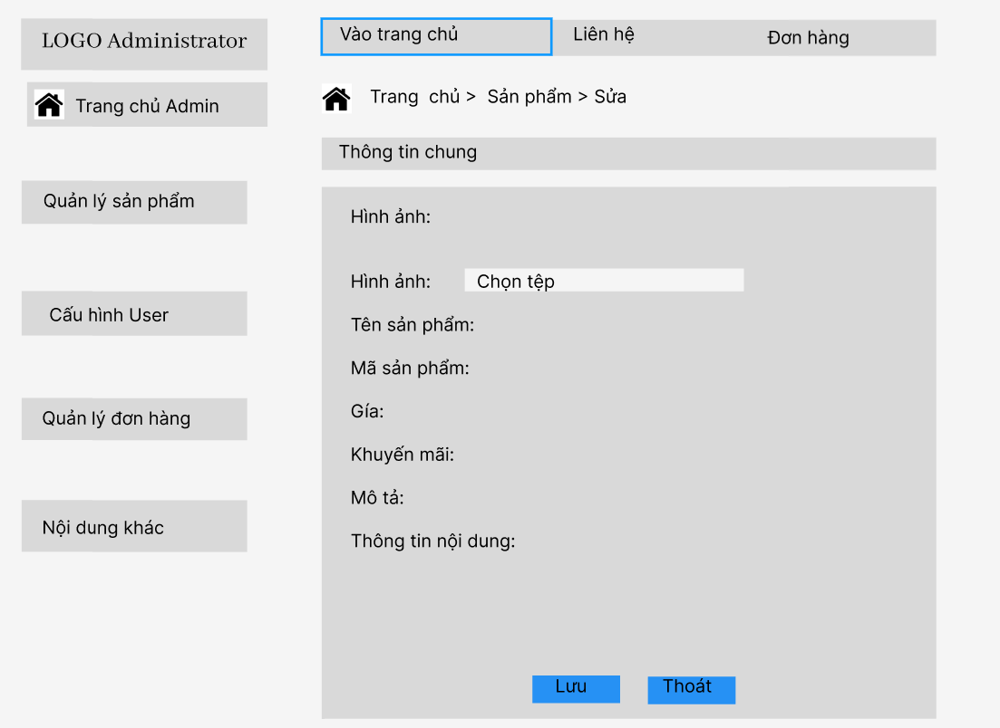 LOGO Administrator
Trang chủ Admin
Quản lý sản phẩm
Cấu hình User
Quản lý đơn hàng
Nội dung khác
Vào trang chủ
Liên hệ
Đơn hàng
Trang chủ > Sản phẩm > Sửa
Thông tin chung
Hình ảnh:
Hình ảnh: Chọn tệp
Tên sản phẩm:
Mã sản phẩm:
Gía:
Khuyến mãi:
Mô tả:
Thông tin nội dung:
Lưu
Thoát